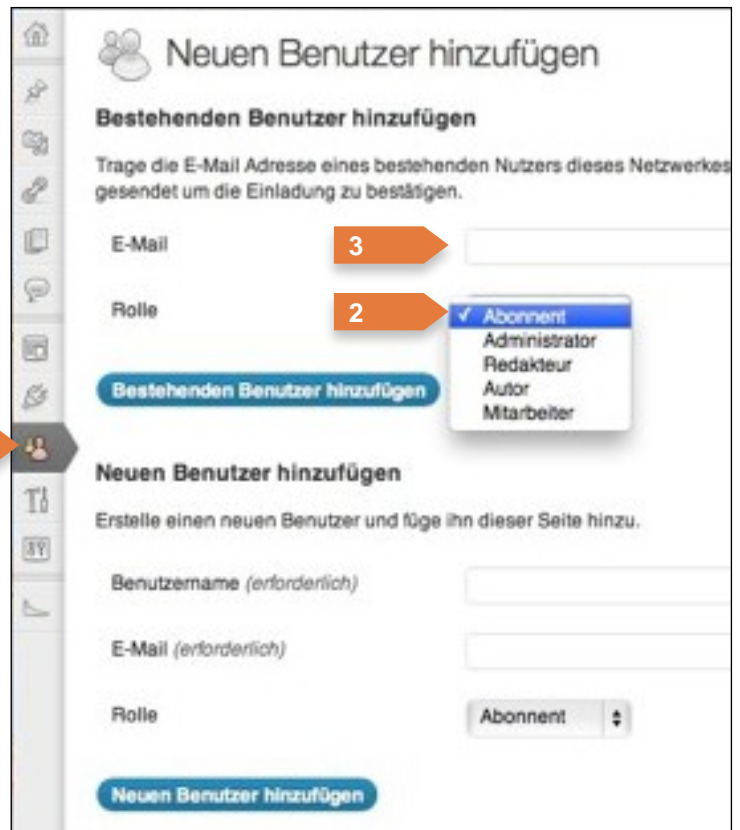 Neuen Benutzer hinzufügen
Bestehenden Benutzer hinzufügen
Trage die E-Mail Adresse eines bestehenden Nutzers dieses Netzwerkes
gesendet um die Einladung zu bestätigen.
E-Mail
3
Rolle
2
✓ Abonnent
Administrator
Redakteur
Autor
Mitarbeiter
Bestehenden Benutzer hinzufügen
Neuen Benutzer hinzufügen
Erstelle einen neuen Benutzer und füge ihn dieser Seite hinzu.
Benutzername (erforderlich)
E-Mail (erforderlich)
Rolle
Abonnent
Neuen Benutzer hinzufügen